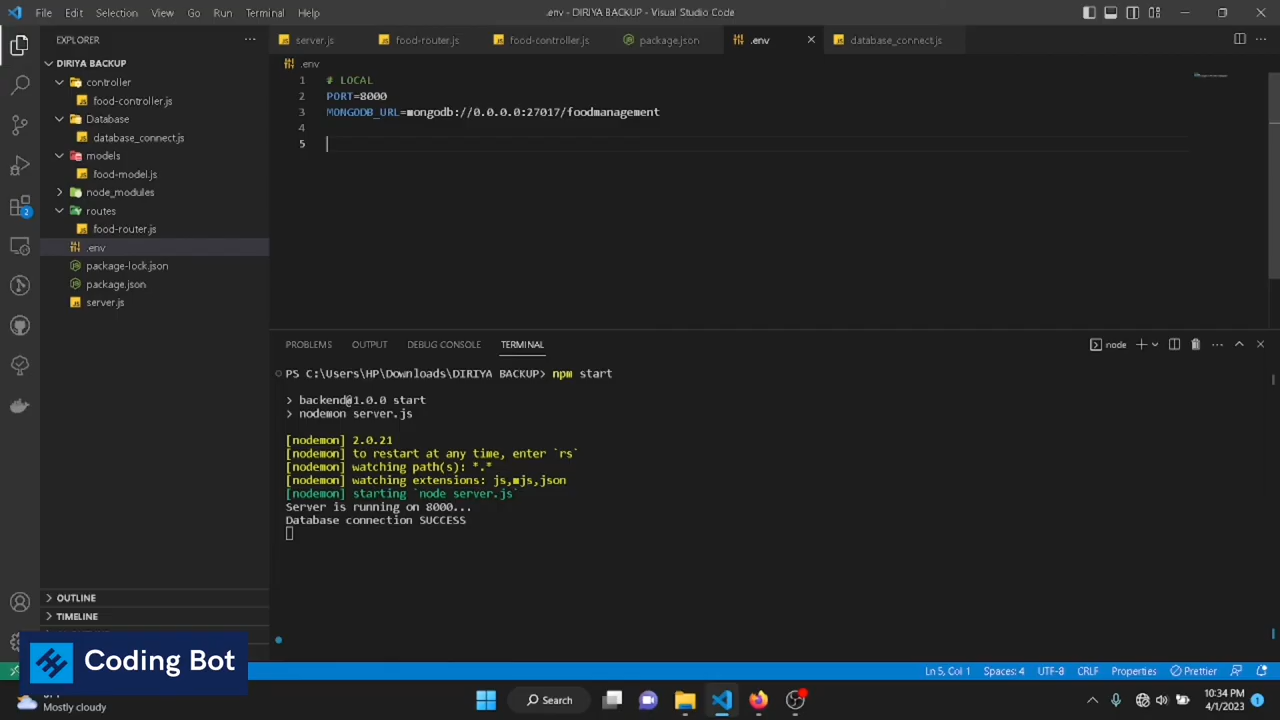 File Edit Selection View Go Run Terminal Help
.env - DIRIYA BACKUP - Visual Studio Code
EXPLORER
server.js food-router.js food-controller.js package.json .env database_connect.js
DIRIYA BACKUP
controller
food-controller.js
Database
database_connect.js
models
food-model.js
node_modules
routes
food-router.js
.env
package-lock.json
package.json
server.js
OUTLINE
TIMELINE
2
.env
1 # LOCAL
2 PORT=8000
3 MONGODB_URL=mongodb://0.0.0.0:27017/foodmanagement
4
5
PROBLEMS OUTPUT DEBUG CONSOLE TERMINAL
node
PS C:\Users\HP\Downloads\DIRIYA BACKUP> npm start
> backend@1.0.0 start
> nodemon server.js
[nodemon] 2.0.21
[nodemon] to restart at any time, enter `rs`
[nodemon] watching path(s): *.*
[nodemon] watching extensions: js,mjs,json
[nodemon] starting `node server.js`
Server is running on 8000...
Database connection SUCCESS
Coding Bot
Ln 5, Col 1 Spaces: 4 UTF-8 CRLF Properties Prettier
Mostly cloudy
Search
10:34 PM
4/1/2023
1